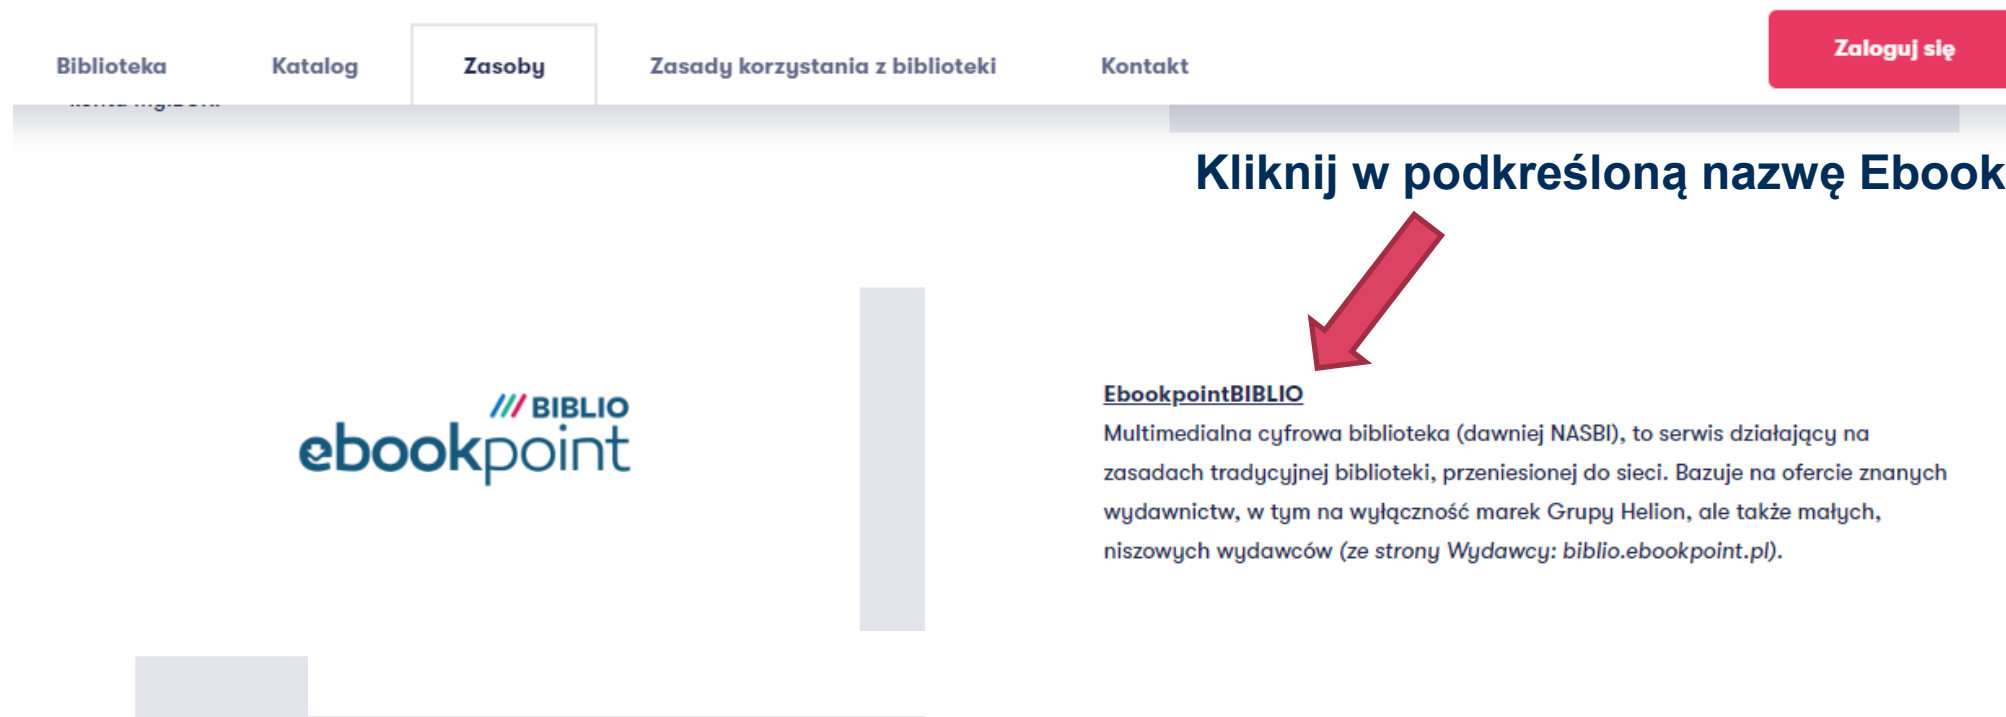 Biblioteka Katalog Zasoby Zasady korzystania z biblioteki Kontakt Zaloguj się
Kliknij w podkreśloną nazwę Ebook
/// BIBLIO
ebookpoint
EbookpointBIBLIO
Multimedialna cyfrowa biblioteka (dawniej NASBI), to serwis działający na
zasadach tradycyjnej biblioteki, przeniesionej do sieci. Bazuje na ofercie znanych
wydawnictw, w tym na wyłączność marek Grupy Helion, ale także małych,
niszowych wydawców (ze strony Wydawcy: biblio.ebookpoint.pl).